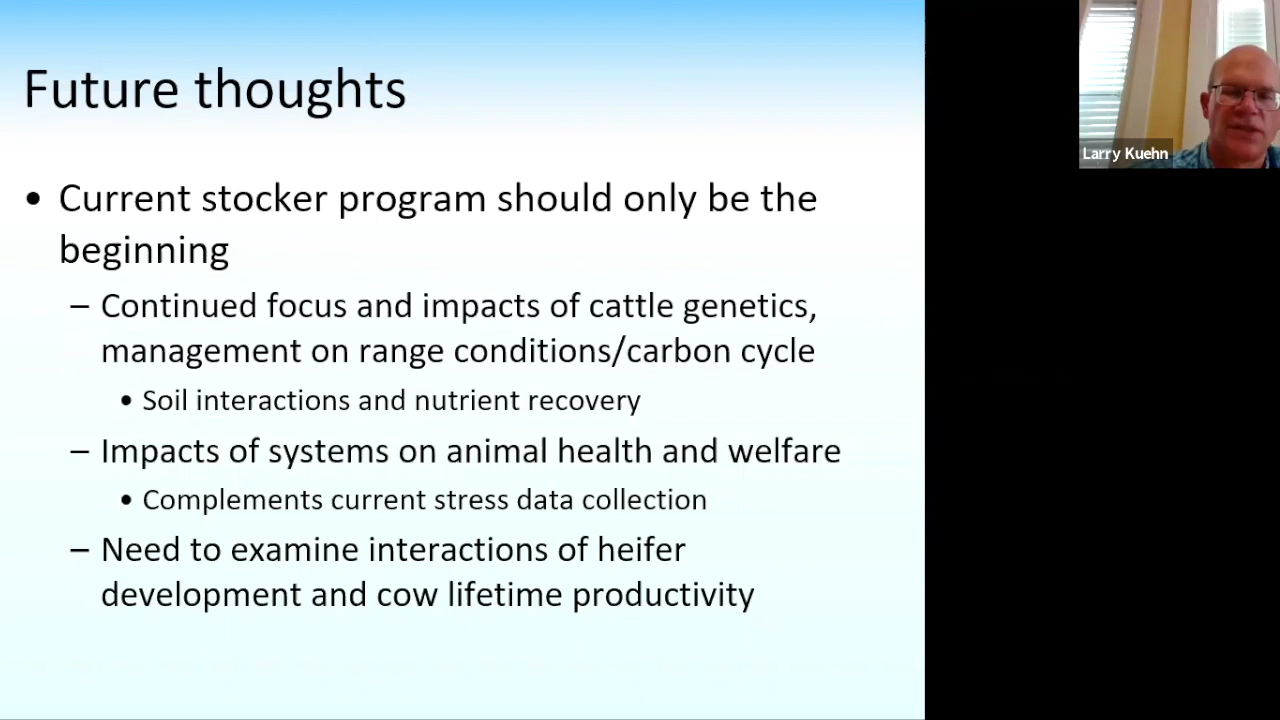 Future thoughts
• Current stocker program should only be the
beginning
– Continued focus and impacts of cattle genetics,
management on range conditions/carbon cycle
• Soil interactions and nutrient recovery
– Impacts of systems on animal health and welfare
• Complements current stress data collection
– Need to examine interactions of heifer
development and cow lifetime productivity
Larry Kuehn